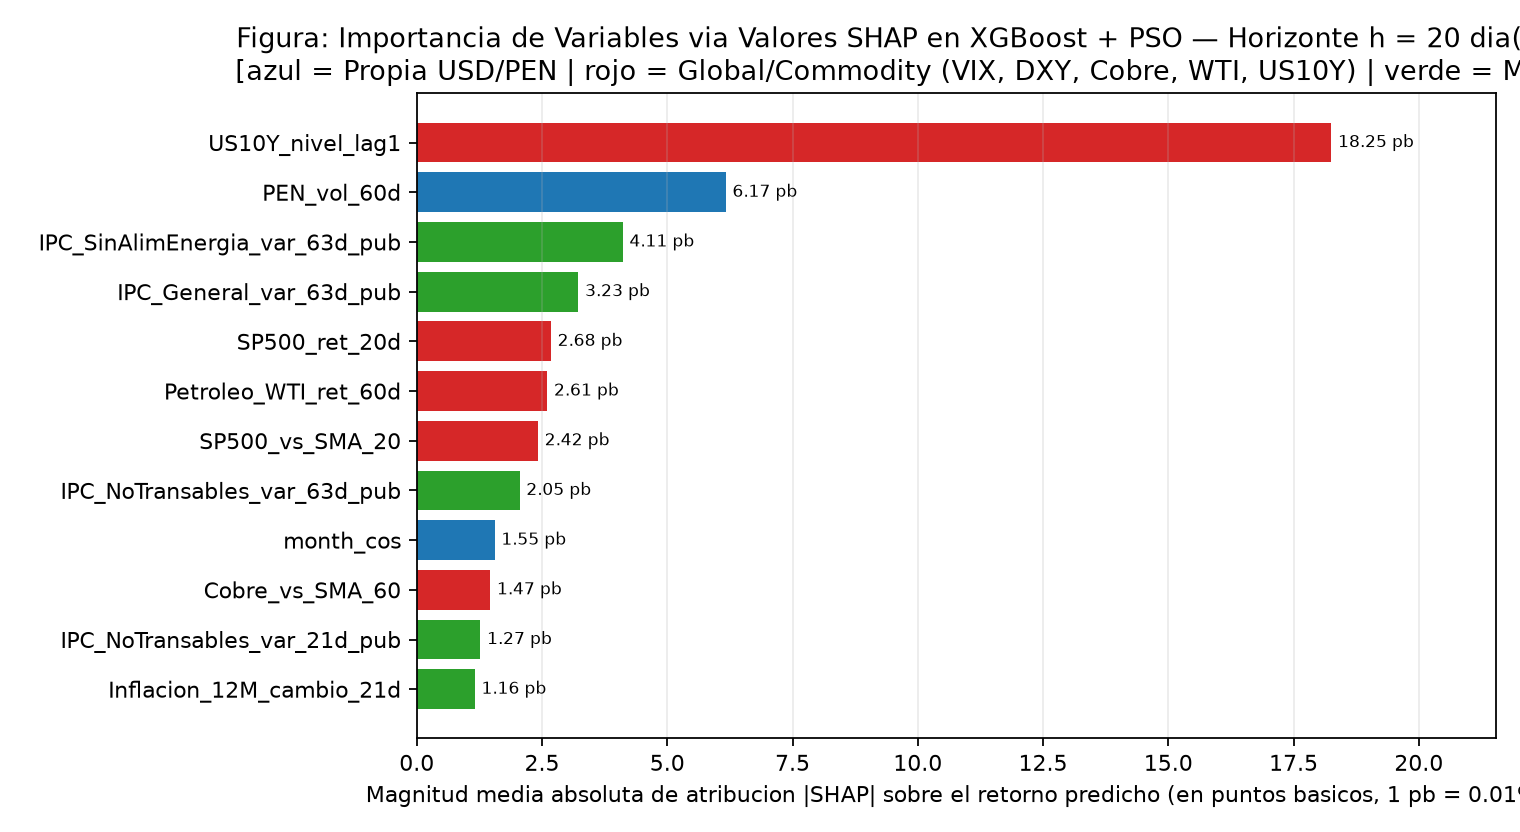 Figura: Importancia de Variables via Valores SHAP en XGBoost + PSO — Horizonte h = 20 dia(
[azul = Propia USD/PEN | rojo = Global/Commodity (VIX, DXY, Cobre, WTI, US10Y) | verde = M
US10Y_nivel_lag1 18.25 pb
PEN_vol_60d 6.17 pb
IPC_SinAlimEnergia_var_63d_pub 4.11 pb
IPC_General_var_63d_pub 3.23 pb
SP500_ret_20d 2.68 pb
Petroleo_WTI_ret_60d 2.61 pb
SP500_vs_SMA_20 2.42 pb
IPC_NoTransables_var_63d_pub 2.05 pb
month_cos 1.55 pb
Cobre_vs_SMA_60 1.47 pb
IPC_NoTransables_var_21d_pub 1.27 pb
Inflacion_12M_cambio_21d 1.16 pb
0.0 2.5 5.0 7.5 10.0 12.5 15.0 17.5 20.0
Magnitud media absoluta de atribucion |SHAP| sobre el retorno predicho (en puntos basicos, 1 pb = 0.01